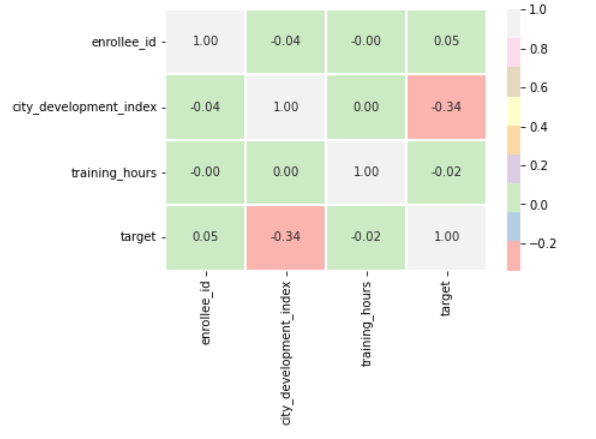 enrollee_id 1.00 -0.04 -0.00 0.05
city_development_index -0.04 1.00 0.00 -0.34
training_hours -0.00 0.00 1.00 -0.02
target 0.05 -0.34 -0.02 1.00
enrollee_id
city_development_index
training_hours
target
1.0
0.8
0.6
0.4
0.2
0.0
−0.2